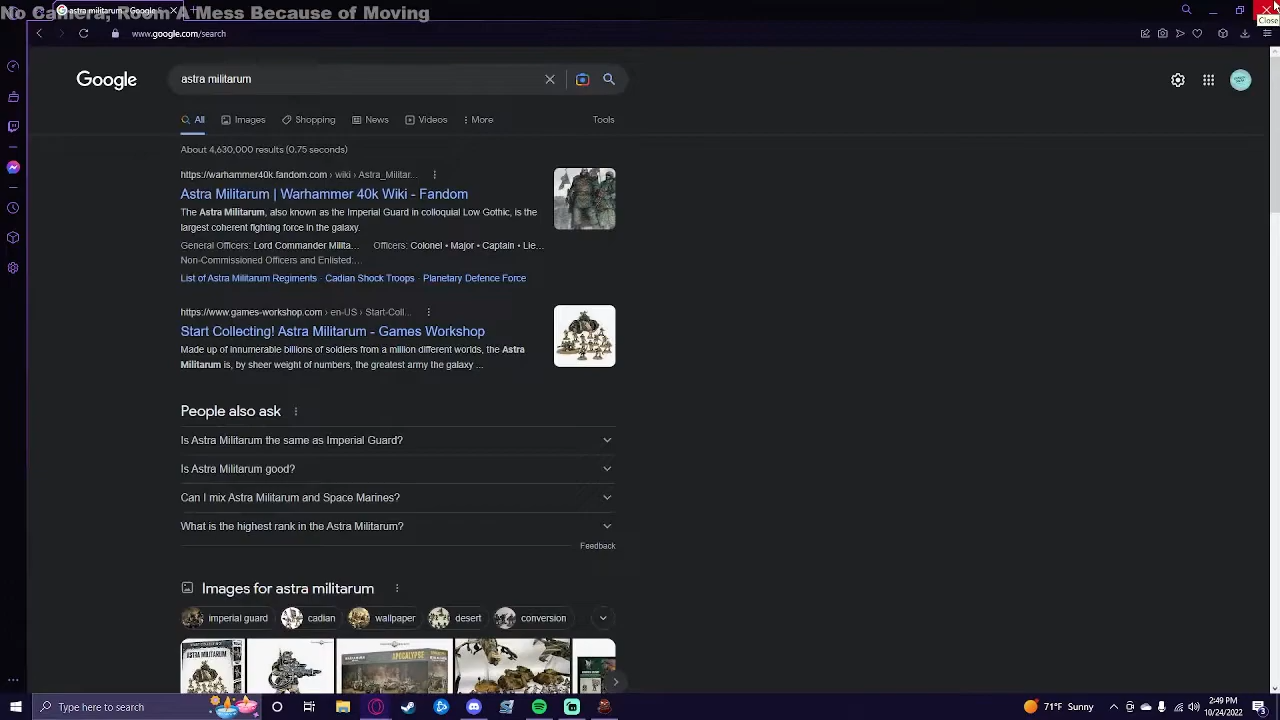 No Camera, Room A Mess Because of Moving
Close
www.google.com/search
Google
astra militarum
All
Images
Shopping
News
Videos
More
Tools
About 4,630,000 results (0.75 seconds)
https://warhammer40k.fandom.com › wiki › Astra_Militar...
Astra Militarum | Warhammer 40k Wiki - Fandom
The Astra Militarum, also known as the Imperial Guard in colloquial Low Gothic, is the
largest coherent fighting force in the galaxy.
General Officers: Lord Commander Milita... Officers: Colonel • Major • Captain • Lie...
Non-Commissioned Officers and Enlisted:...
List of Astra Militarum Regiments · Cadian Shock Troops · Planetary Defence Force
https://www.games-workshop.com › en-US › Start-Coll...
Start Collecting! Astra Militarum - Games Workshop
Made up of innumerable billions of soldiers from a million different worlds, the Astra
Militarum is, by sheer weight of numbers, the greatest army the galaxy ...
People also ask
Is Astra Militarum the same as Imperial Guard?
Is Astra Militarum good?
Can I mix Astra Militarum and Space Marines?
What is the highest rank in the Astra Militarum?
Feedback
Images for astra militarum
imperial guard
cadian
wallpaper
desert
conversion
ASTRA MILITARUM
APOCALYPSE
Type here to search
71°F Sunny
2:49 PM
10/24/2022